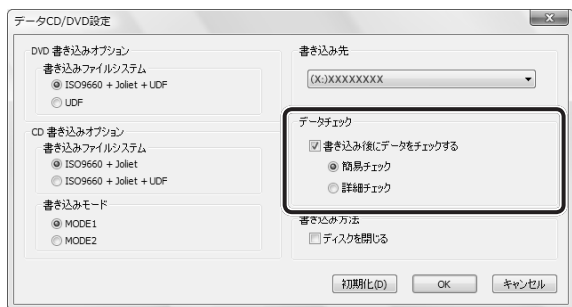 データCD/DVD設定
DVD 書き込みオプション
書き込みファイルシステム
ISO9660 + Joliet + UDF
UDF
CD 書き込みオプション
書き込みファイルシステム
ISO9660 + Joliet
ISO9660 + Joliet + UDF
書き込みモード
MODE1
MODE2
書き込み先
(X:)XXXXXXXX
データチェック
書き込み後にデータをチェックする
簡易チェック
詳細チェック
書き込み方法
ディスクを閉じる
初期化(D)
OK
キャンセル